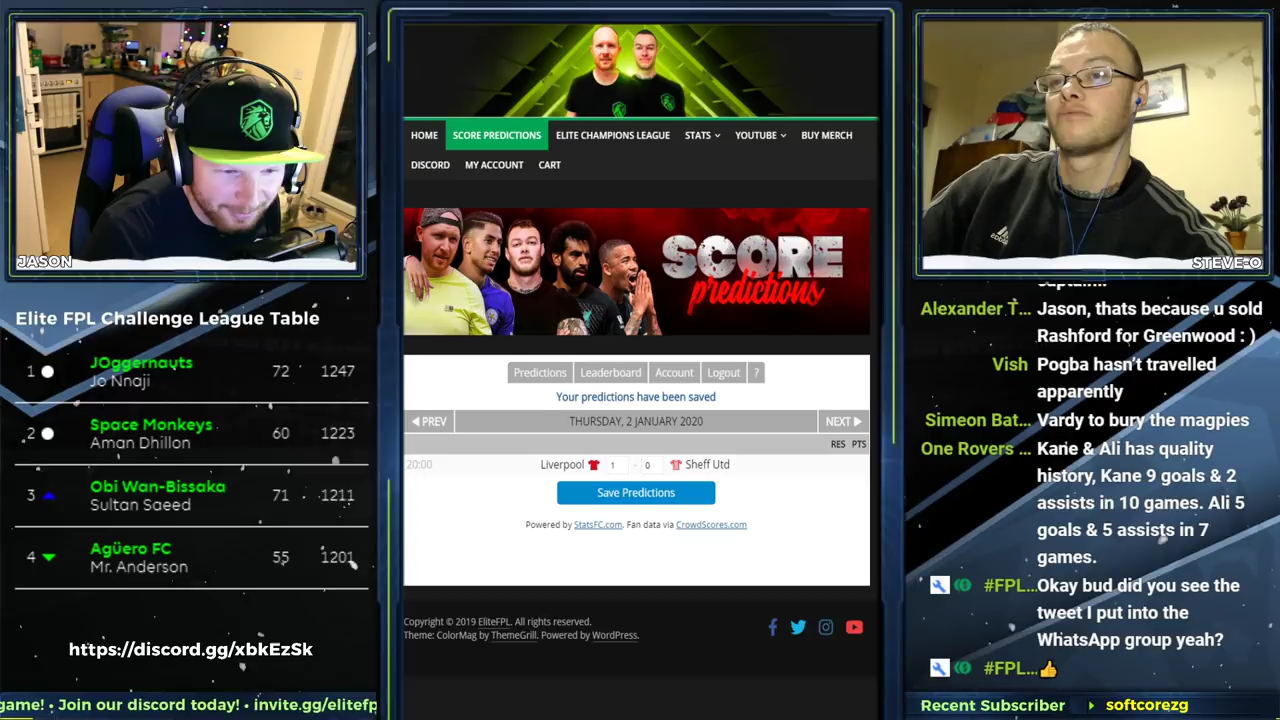 JASON
Elite FPL Challenge League Table
1 JOggernauts 72 1247
Jo Nnaji
2 Space Monkeys 60 1223
Aman Dhillon
3 Obi Wan-Bissaka 71 1211
Sultan Saeed
4 Agüero FC 55 1201
Mr. Anderson
https://discord.gg/xbkEzSk
game! • Join our discord today! • invite.gg/elitefp
HOME SCORE PREDICTIONS ELITE CHAMPIONS LEAGUE STATS YOUTUBE BUY MERCH
DISCORD MY ACCOUNT CART
SCORE
predictions
Predictions Leaderboard Account Logout ?
Your predictions have been saved
PREV THURSDAY, 2 JANUARY 2020 NEXT
RES PTS
20:00 Liverpool 1 - 0 Sheff Utd
Save Predictions
Powered by StatsFC.com. Fan data via CrowdScores.com
Copyright © 2019 EliteFPL. All rights reserved.
Theme: ColorMag by ThemeGrill. Powered by WordPress.
adidas
STEVE-O
Alexander T... Jason, thats because u sold
Rashford for Greenwood : )
Vish Pogba hasn't travelled
apparently
Simeon Bat... Vardy to bury the magpies
One Rovers ... Kane & Ali has quality
history, Kane 9 goals & 2
assists in 10 games. Ali 5
goals & 5 assists in 7
games.
#FPL... Okay bud did you see the
tweet I put into the
WhatsApp group yeah?
#FPL... 👍
Recent Subscriber softcorezg